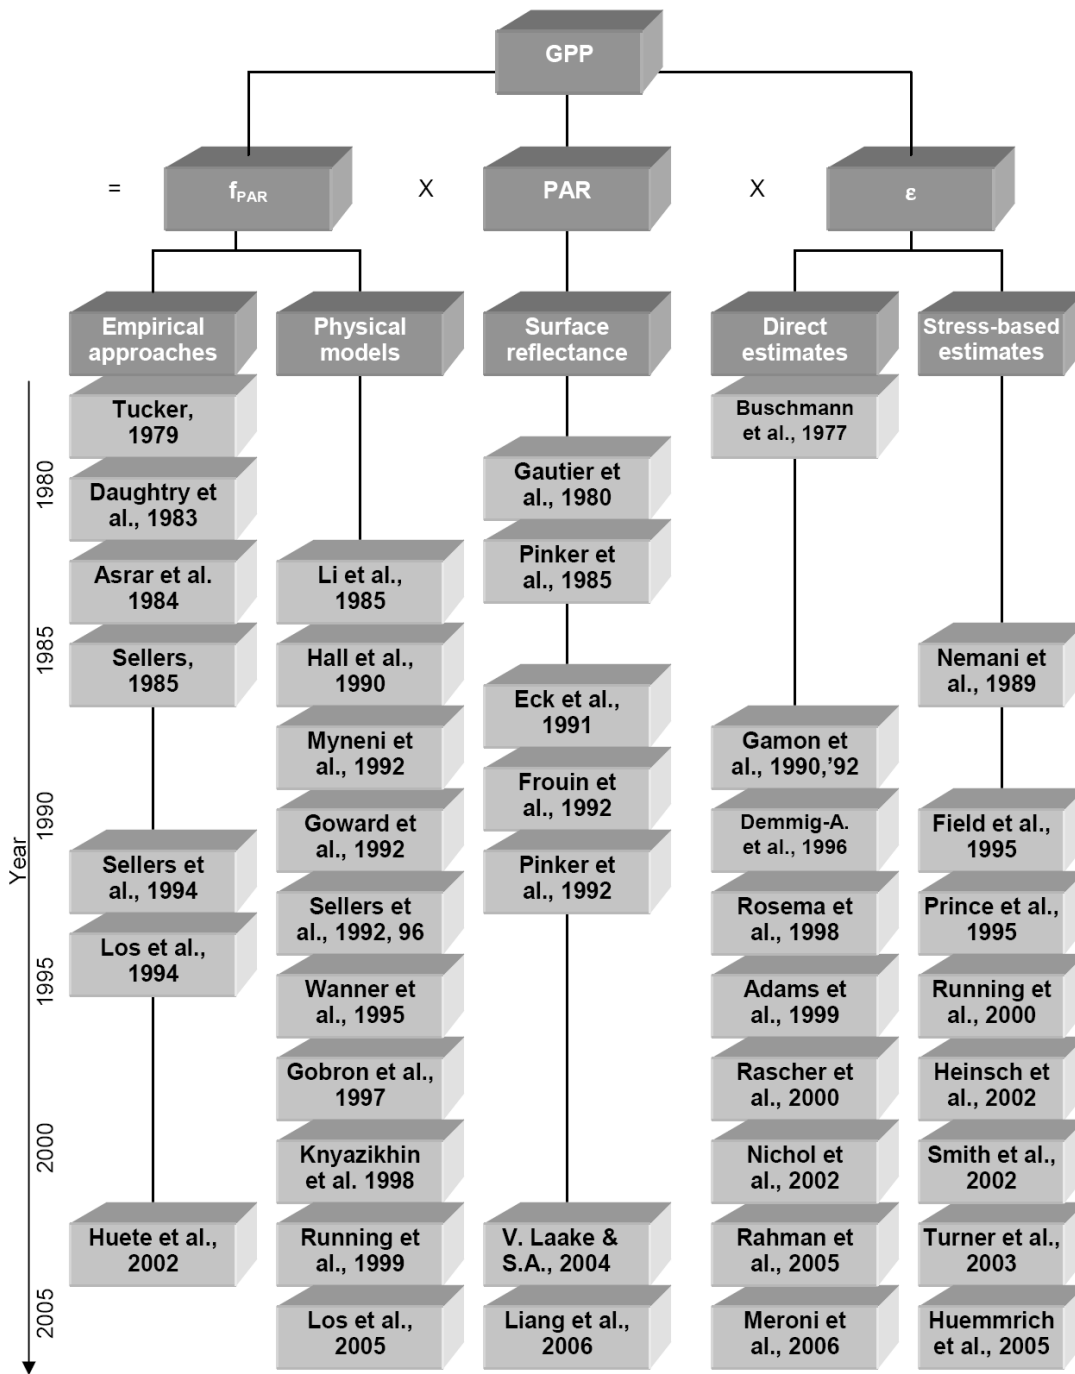 GPP
=
fPAR
X
PAR
X
ε
Empirical
approaches
Physical
models
Surface
reflectance
Direct
estimates
Stress-based
estimates
Year
1980
1985
1990
1995
2000
2005
Tucker,
1979
Daughtry et
al., 1983
Asrar et al.
1984
Sellers,
1985
Sellers et
al., 1994
Los et al.,
1994
Huete et al.,
2002
Li et al.,
1985
Hall et al.,
1990
Myneni et
al., 1992
Goward et
al., 1992
Sellers et
al., 1992, 96
Wanner et
al., 1995
Gobron et al.,
1997
Knyazikhin
et al. 1998
Running et
al., 1999
Los et al.,
2005
Gautier et
al., 1980
Pinker et
al., 1985
Eck et al.,
1991
Frouin et
al., 1992
Pinker et
al., 1992
V. Laake &
S.A., 2004
Liang et al.,
2006
Buschmann
et al., 1977
Gamon et
al., 1990,’92
Demmig-A.
et al., 1996
Rosema et
al., 1998
Adams et
al., 1999
Rascher et
al., 2000
Nichol et
al., 2002
Rahman et
al., 2005
Meroni et
al., 2006
Nemani et
al., 1989
Field et al.,
1995
Prince et al.,
1995
Running et
al., 2000
Heinsch et
al., 2002
Smith et al.,
2002
Turner et al.,
2003
Huemmrich
et al., 2005